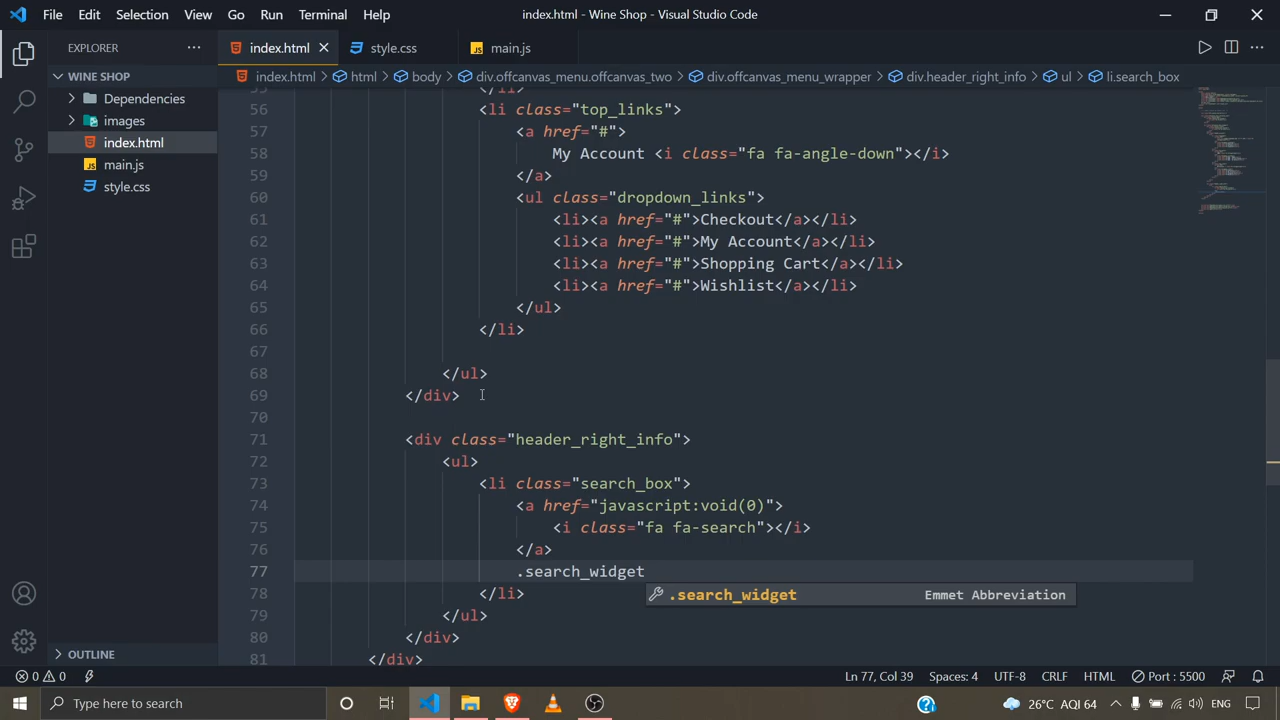 File Edit Selection View Go Run Terminal Help index.html - Wine Shop - Visual Studio Code
EXPLORER
index.html style.css main.js
WINE SHOP
index.html html body div.offcanvas_menu.offcanvas_two div.offcanvas_menu_wrapper div.header_right_info ul li.search_box
Dependencies
images
index.html
main.js
style.css
55 </li>
56 <li class="top_links">
57 <a href="#">
58 My Account <i class="fa fa-angle-down"></i>
59 </a>
60 <ul class="dropdown_links">
61 <li><a href="#">Checkout</a></li>
62 <li><a href="#">My Account</a></li>
63 <li><a href="#">Shopping Cart</a></li>
64 <li><a href="#">Wishlist</a></li>
65 </ul>
66 </li>
67
68 </ul>
69 </div>
70
71 <div class="header_right_info">
72 <ul>
73 <li class="search_box">
74 <a href="javascript:void(0)">
75 <i class="fa fa-search"></i>
76 </a>
77 .search_widget
.search_widget Emmet Abbreviation
78 </li>
79 </ul>
80 </div>
81 </div>
OUTLINE
0 0 Ln 77, Col 39 Spaces: 4 UTF-8 CRLF HTML Port : 5500
Type here to search 26°C AQI 64 ENG